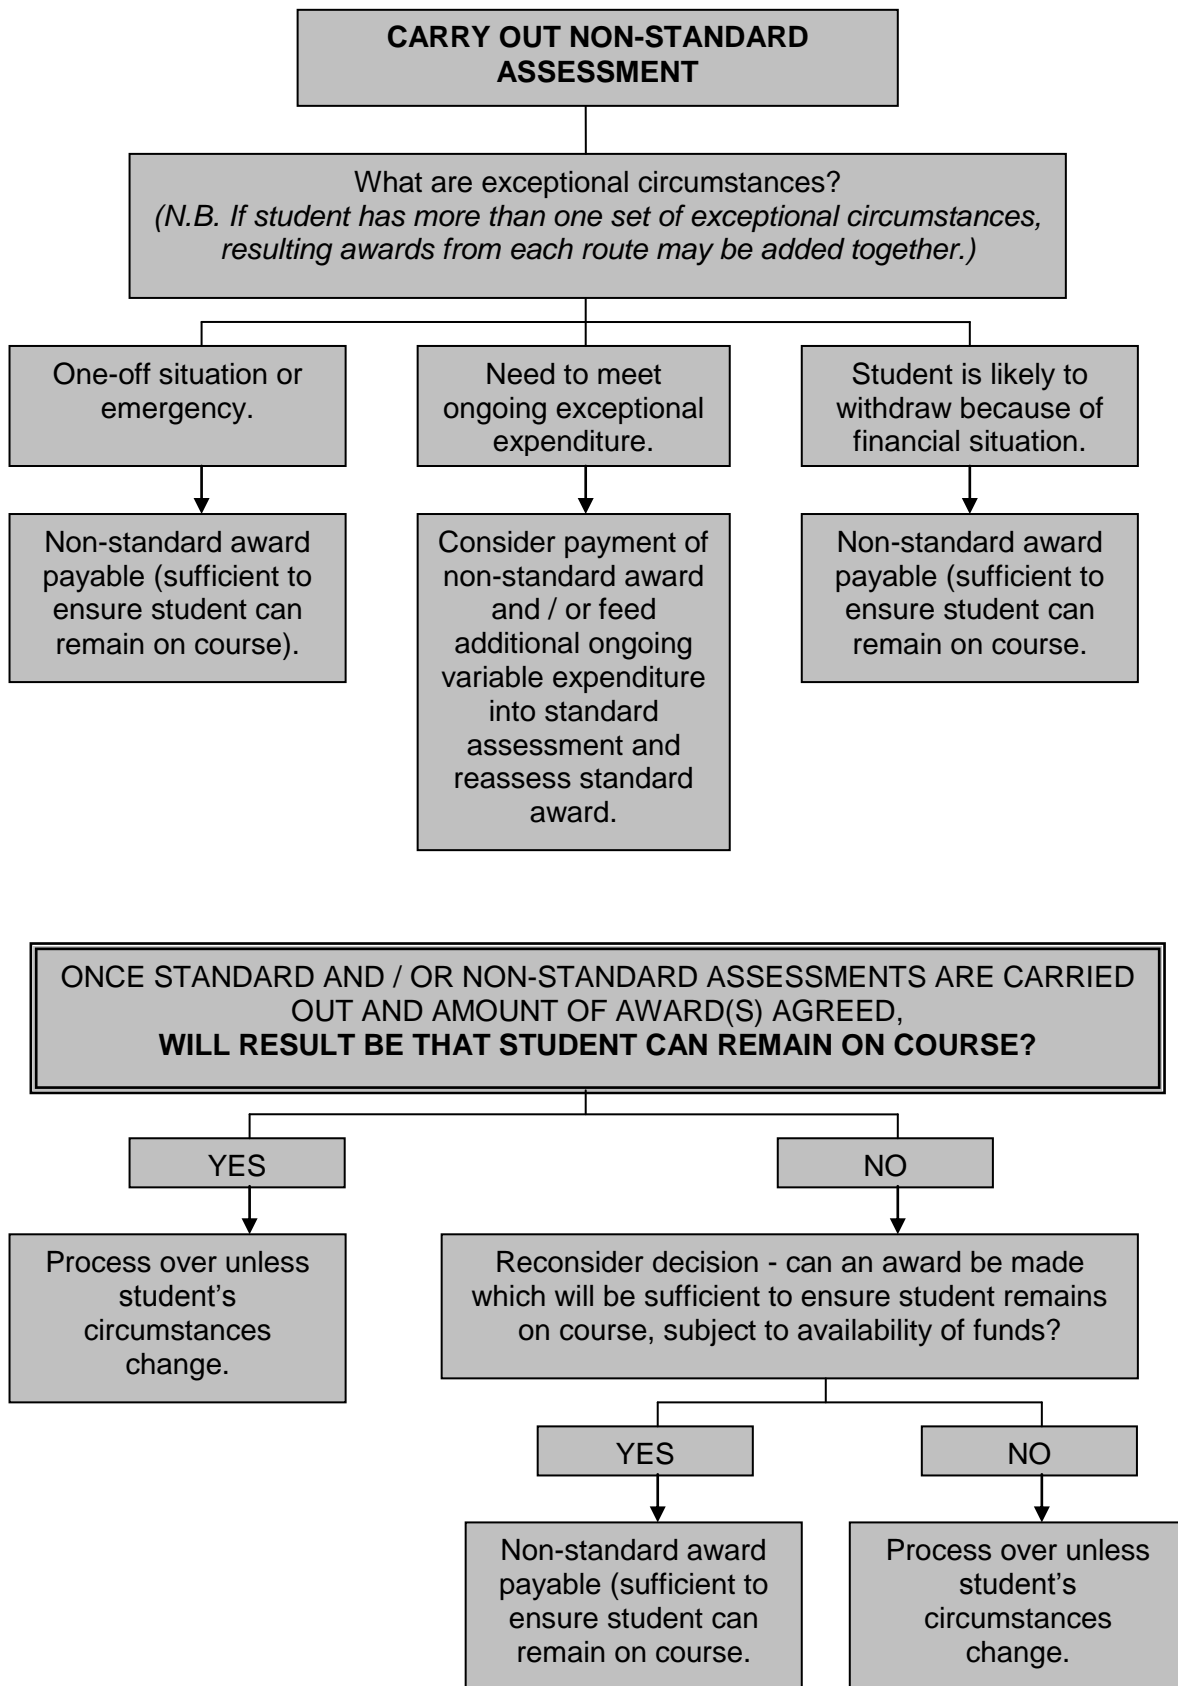 CARRY OUT NON-STANDARD
ASSESSMENT
What are exceptional circumstances?
(N.B. If student has more than one set of exceptional circumstances,
resulting awards from each route may be added together.)
One-off situation or
emergency.
Need to meet
ongoing exceptional
expenditure.
Student is likely to
withdraw because of
financial situation.
Non-standard award
payable (sufficient to
ensure student can
remain on course).
Consider payment of
non-standard award
and / or feed
additional ongoing
variable expenditure
into standard
assessment and
reassess standard
award.
Non-standard award
payable (sufficient to
ensure student can
remain on course.
ONCE STANDARD AND / OR NON-STANDARD ASSESSMENTS ARE CARRIED
OUT AND AMOUNT OF AWARD(S) AGREED,
WILL RESULT BE THAT STUDENT CAN REMAIN ON COURSE?
YES
NO
Process over unless
student’s
circumstances
change.
Reconsider decision - can an award be made
which will be sufficient to ensure student remains
on course, subject to availability of funds?
YES
NO
Non-standard award
payable (sufficient to
ensure student can
remain on course.
Process over unless
student’s
circumstances
change.